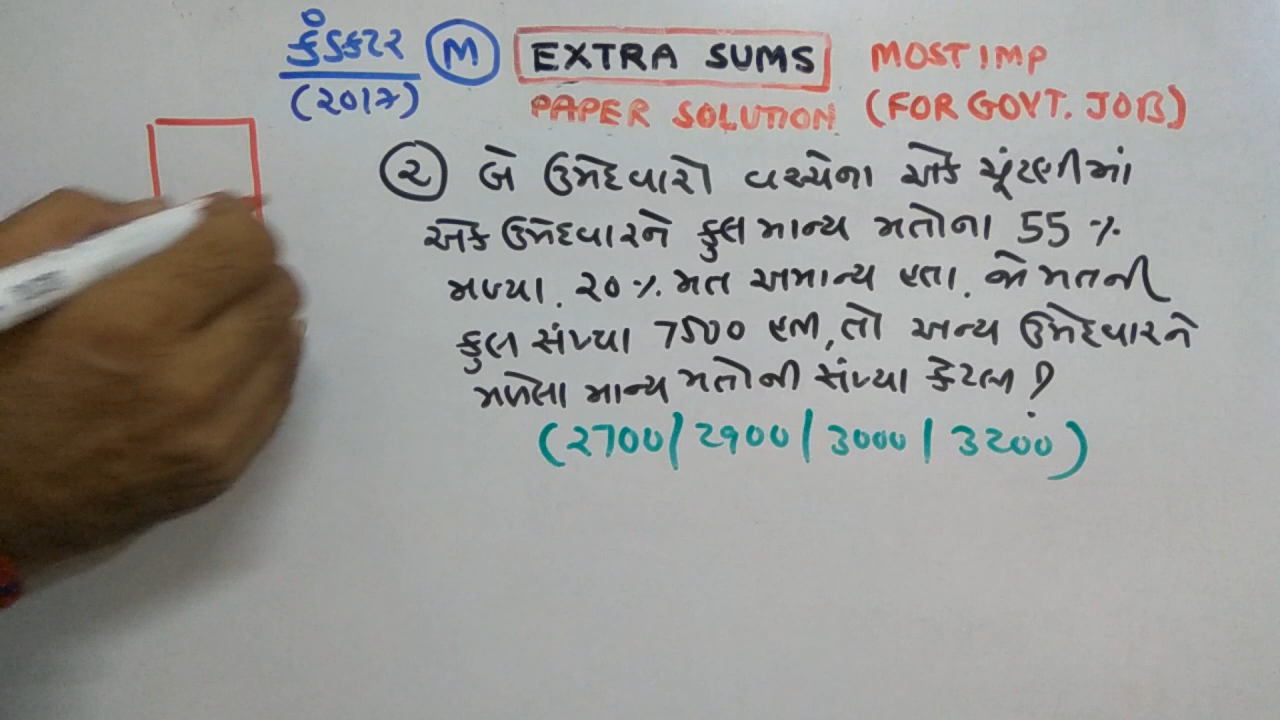 કંડકટર (M) EXTRA SUMS MOST IMP
(2017) PAPER SOLUTION (FOR GOVT. JOB)
(૨) બે ઉમેદવારો વચ્ચેના એક ચૂંટણીમાં
એક ઉમેદવારને કુલ માન્ય મતોના 55 %
મળ્યા. ૨૦ % મત અમાન્ય હતા. જો મતની
કુલ સંખ્યા 7500 હતી, તો અન્ય ઉમેદવારને
મળેલા માન્ય મતોની સંખ્યા કેટલી ?
(2700/2900/3000/3200)